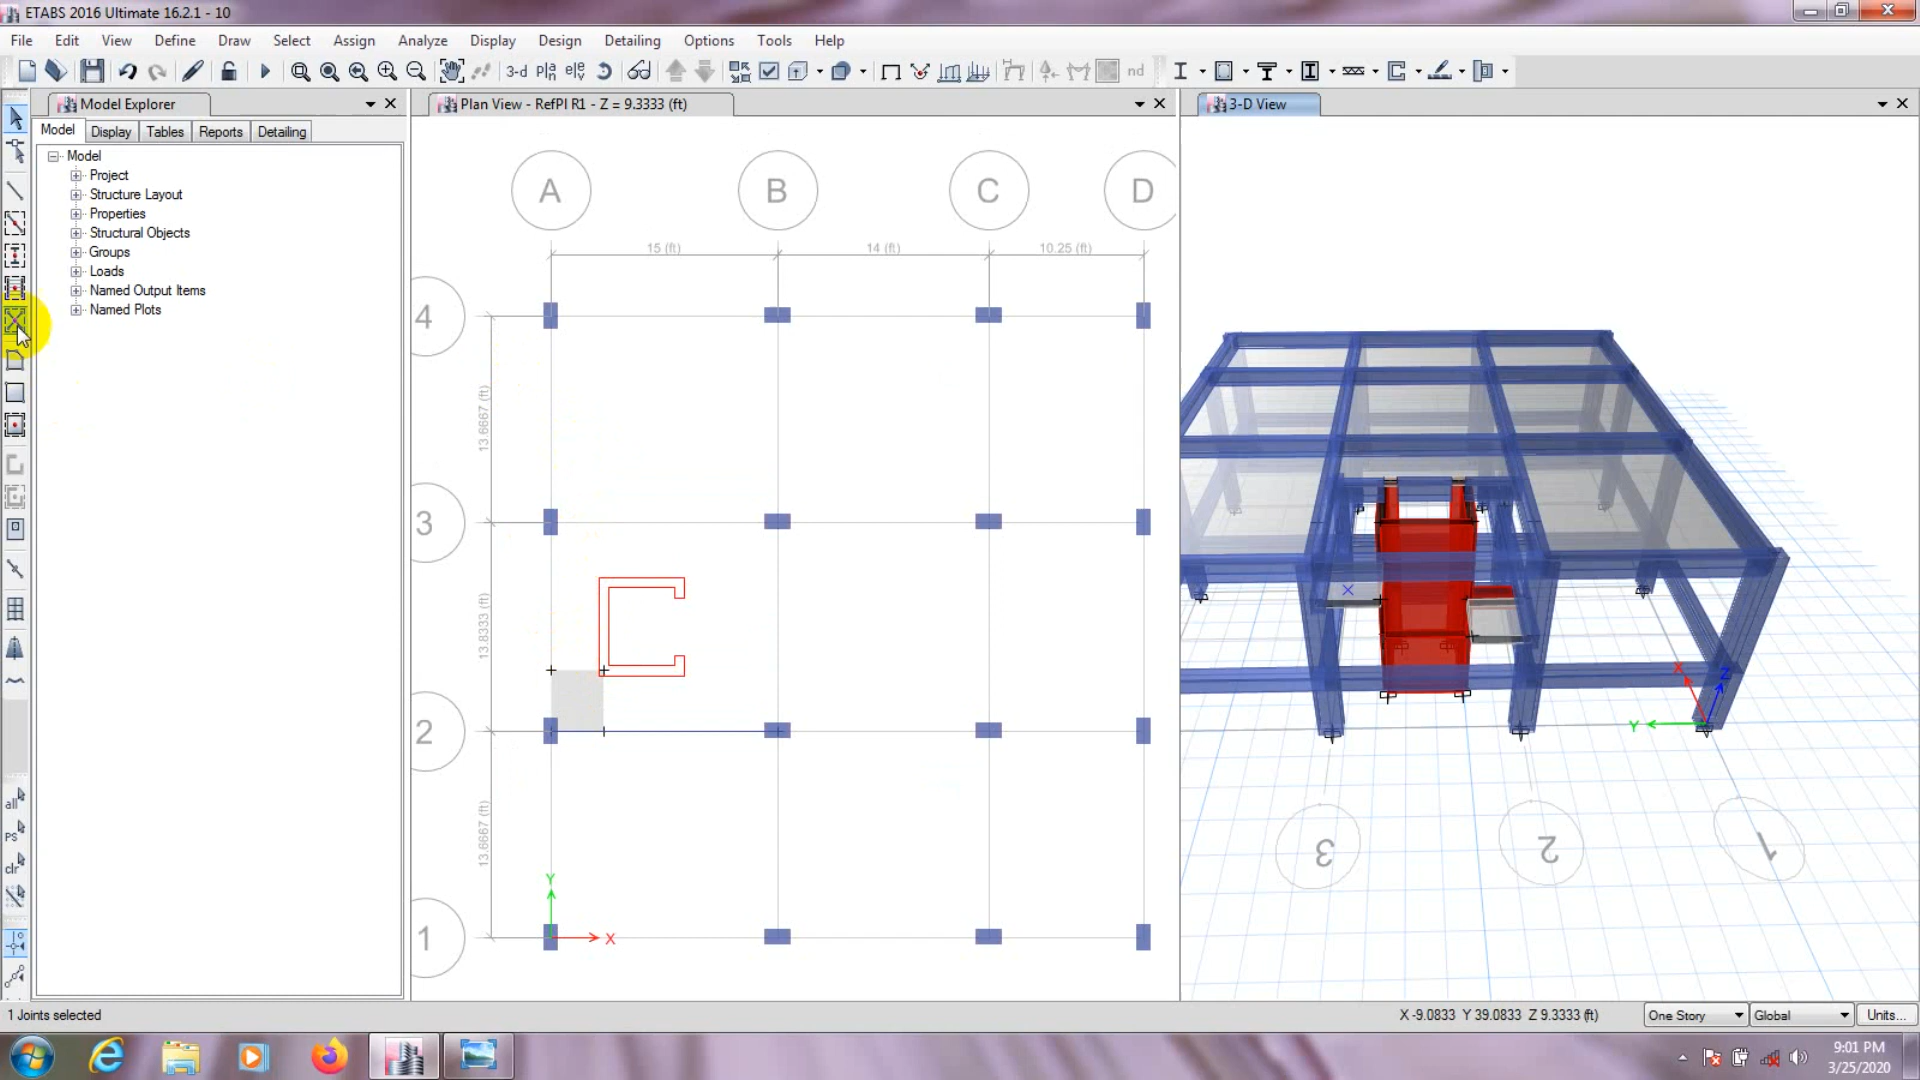 ETABS 2016 Ultimate 16.2.1 - 10
File Edit View Define Draw Select Assign Analyze Display Design Detailing Options Tools Help
3-d nd
Model Explorer
Plan View - RefPl R1 - Z = 9.3333 (ft)
3-D View
Model Display Tables Reports Detailing
Model
Project
Structure Layout
Properties
Structural Objects
Groups
Loads
Named Output Items
Named Plots
A B C D
15 (ft) 14 (ft) 10.25 (ft)
4
13.6667 (ft)
3
13.8333 (ft)
2
13.6667 (ft)
1
Y
X
X Z
Y
3 2 1
all
PS
clr
1 Joints selected
X -9.0833 Y 39.0833 Z 9.3333 (ft)
One Story
Global
Units...
9:01 PM
3/25/2020